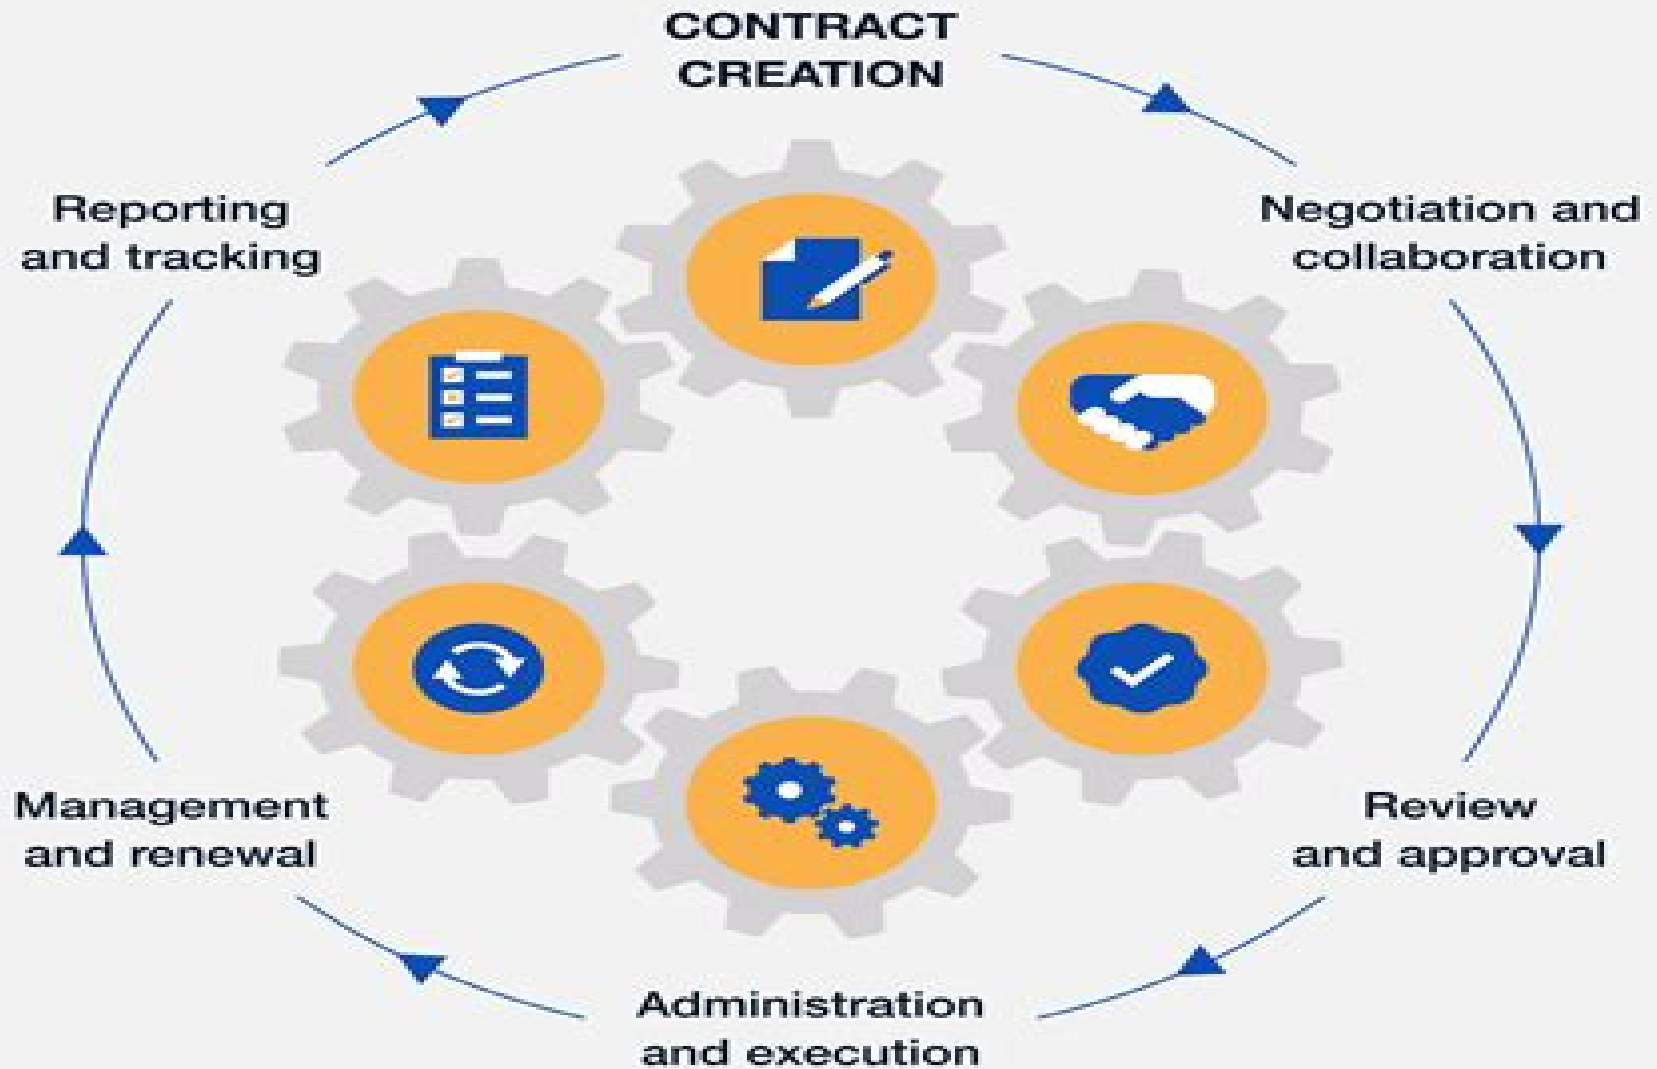 CONTRACT
CREATION
Negotiation and
collaboration
Review
and approval
Administration
and execution
Management
and renewal
Reporting
and tracking